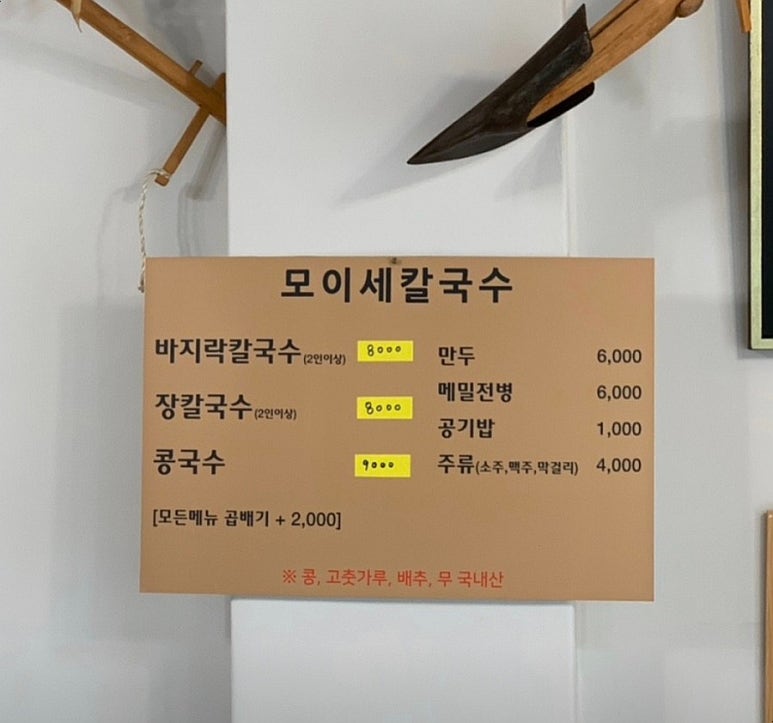 모이세칼국수
바지락칼국수(2인이상) 8000
장칼국수(2인이상) 8000
콩국수 9000
[모든메뉴 곱배기 + 2,000]
만두 6,000
메밀전병 6,000
공기밥 1,000
주류(소주,맥주,막걸리) 4,000
※ 콩, 고춧가루, 배추, 무 국내산